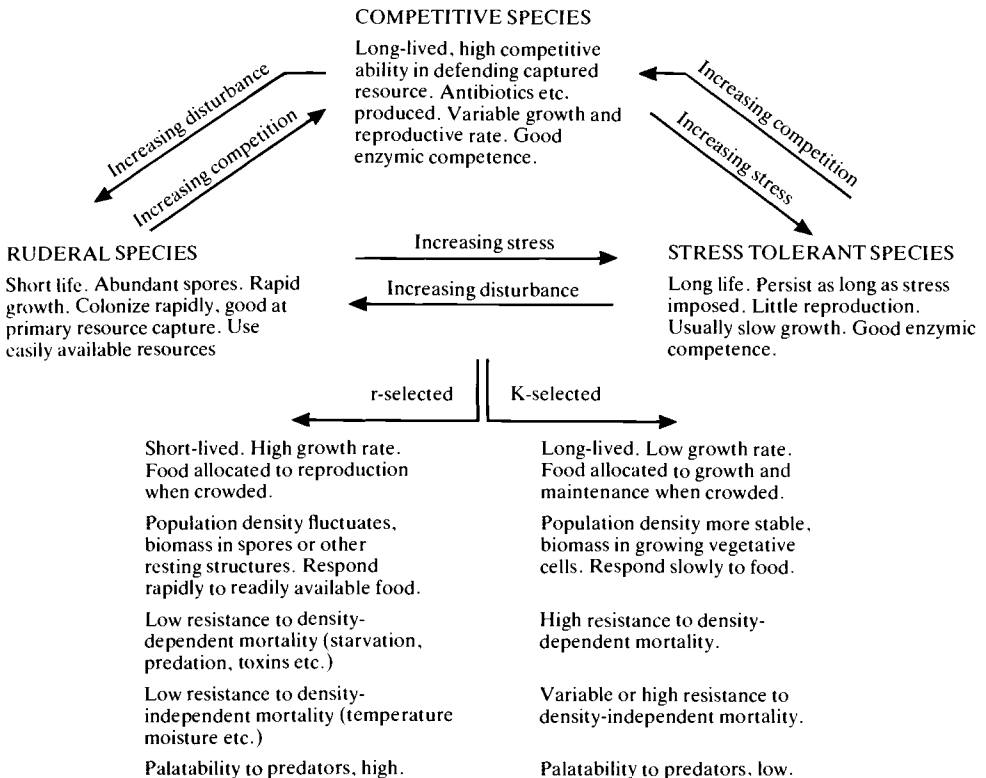 COMPETITIVE SPECIES
Long-lived, high competitive
ability in defending captured
resource. Antibiotics etc.
produced. Variable growth and
reproductive rate. Good
enzymic competence.
Increasing disturbance
Increasing competition
Increasing competition
Increasing stress
RUDERAL SPECIES
Short life. Abundant spores. Rapid
growth. Colonize rapidly, good at
primary resource capture. Use
easily available resources
Increasing stress
Increasing disturbance
STRESS TOLERANT SPECIES
Long life. Persist as long as stress
imposed. Little reproduction.
Usually slow growth. Good enzymic
competence.
r-selected
K-selected
Short-lived. High growth rate.
Food allocated to reproduction
when crowded.
Population density fluctuates,
biomass in spores or other
resting structures. Respond
rapidly to readily available food.
Low resistance to density-
dependent mortality (starvation,
predation, toxins etc.)
Low resistance to density-
independent mortality (temperature
moisture etc.)
Palatability to predators, high.
Long-lived. Low growth rate.
Food allocated to growth and
maintenance when crowded.
Population density more stable,
biomass in growing vegetative
cells. Respond slowly to food.
High resistance to density-
dependent mortality.
Variable or high resistance to
density-independent mortality.
Palatability to predators, low.